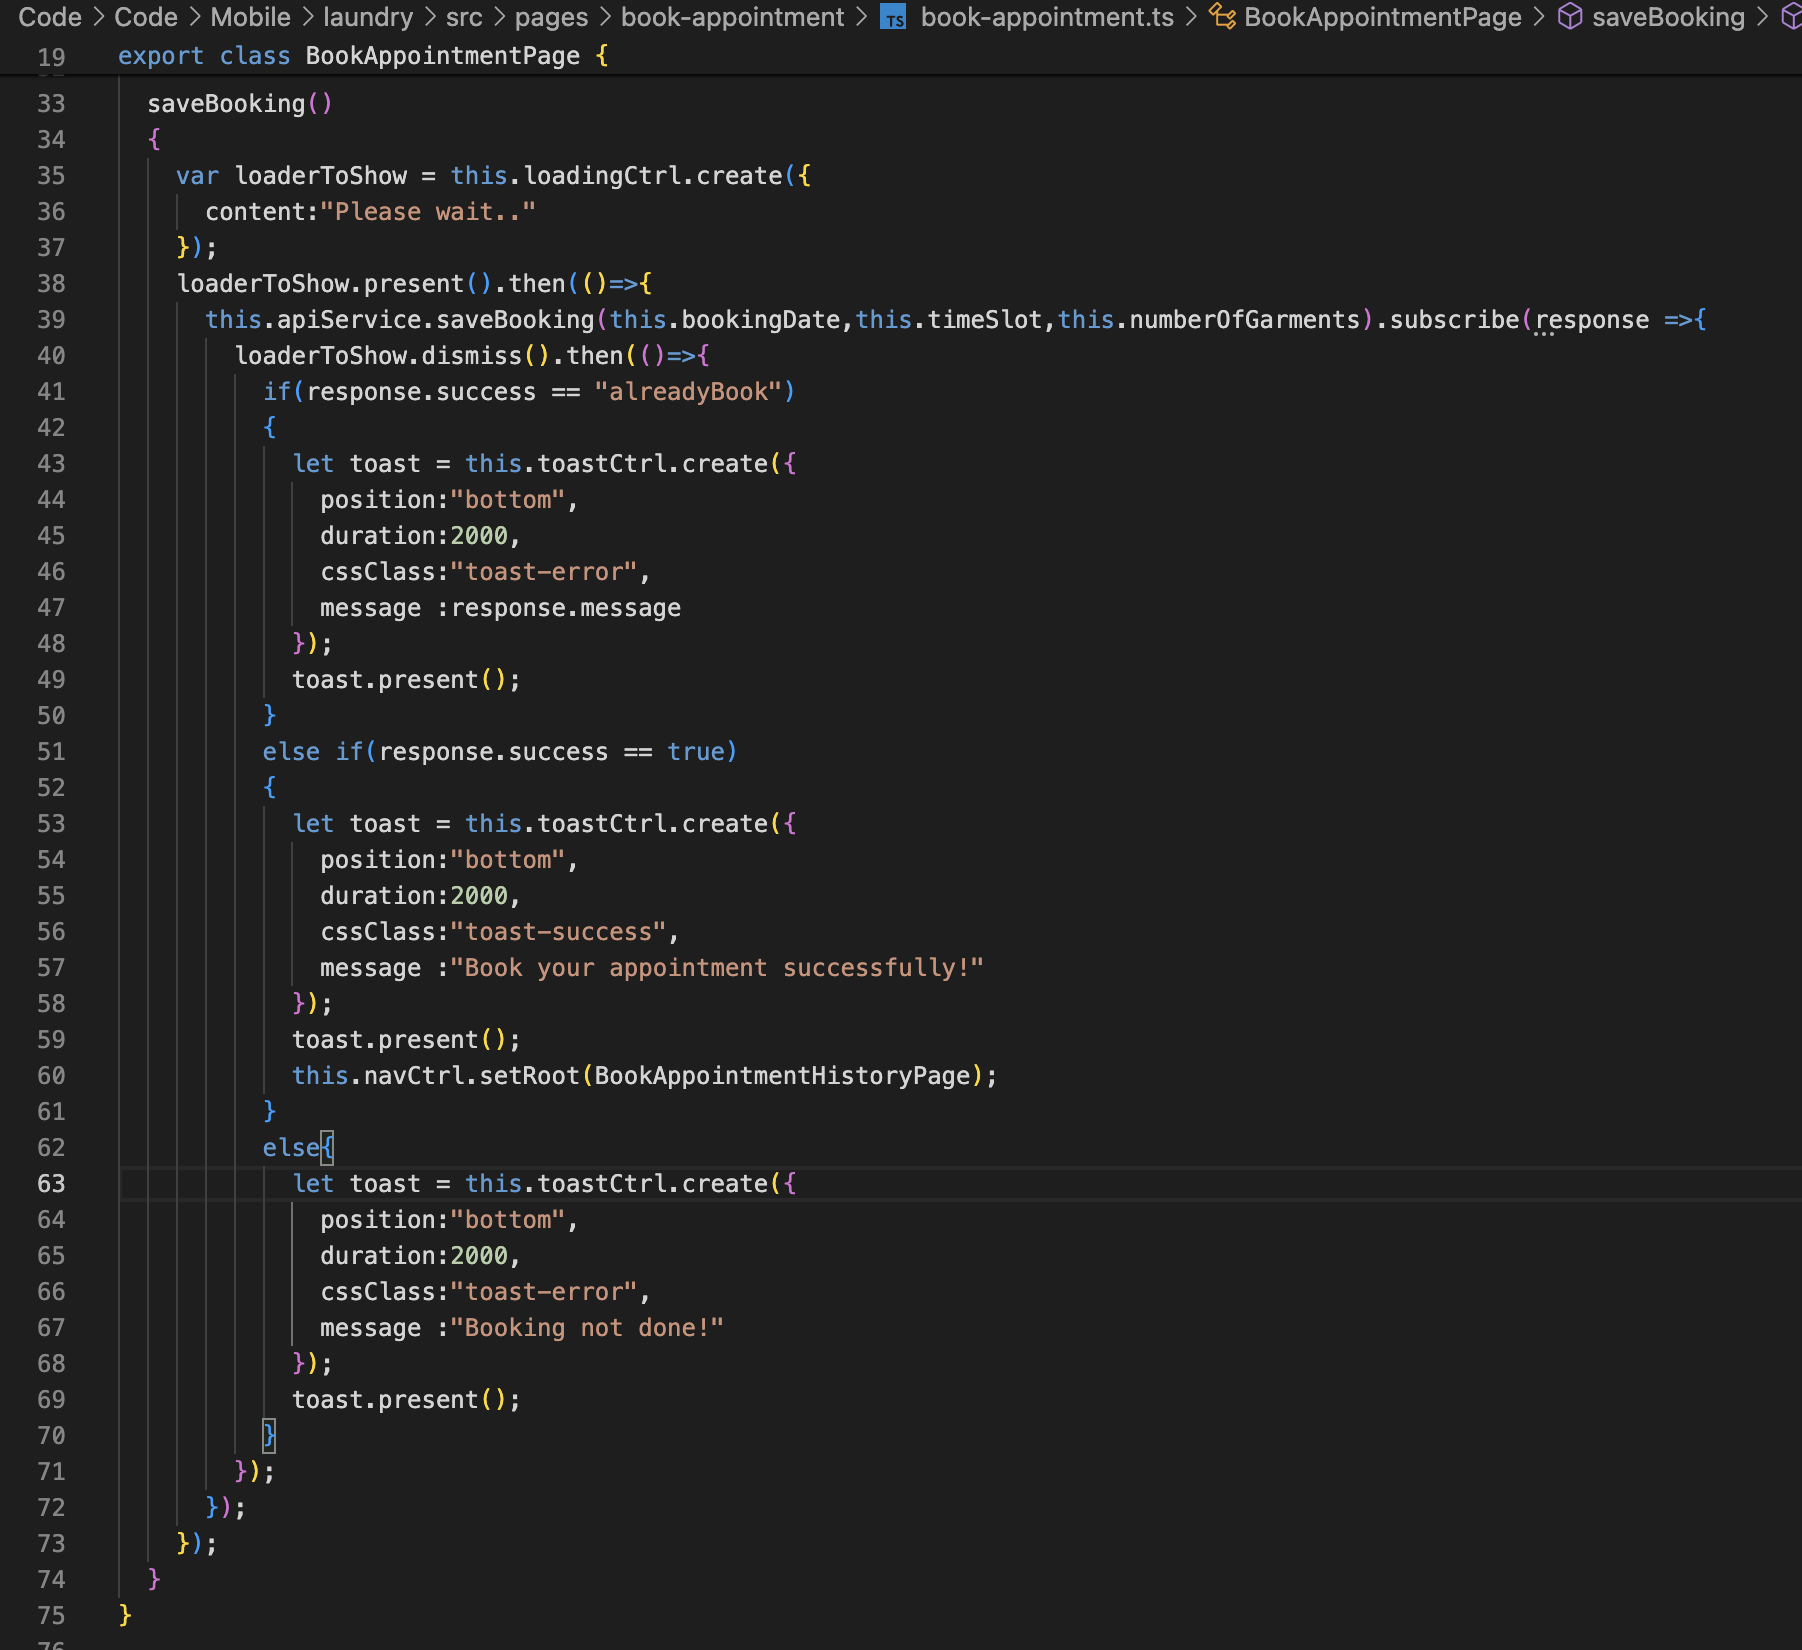 Code > Code > Mobile > laundry > src > pages > book-appointment > TS book-appointment.ts > BookAppointmentPage > saveBooking >
19 export class BookAppointmentPage {
33 saveBooking()
34 {
35 var loaderToShow = this.loadingCtrl.create({
36 content:"Please wait.."
37 });
38 loaderToShow.present().then(()=>{
39 this.apiService.saveBooking(this.bookingDate,this.timeSlot,this.numberOfGarments).subscribe(response =>{
40 loaderToShow.dismiss().then(()=>{
41 if(response.success == "alreadyBook")
42 {
43 let toast = this.toastCtrl.create({
44 position:"bottom",
45 duration:2000,
46 cssClass:"toast-error",
47 message :response.message
48 });
49 toast.present();
50 }
51 else if(response.success == true)
52 {
53 let toast = this.toastCtrl.create({
54 position:"bottom",
55 duration:2000,
56 cssClass:"toast-success",
57 message :"Book your appointment successfully!"
58 });
59 toast.present();
60 this.navCtrl.setRoot(BookAppointmentHistoryPage);
61 }
62 else{
63 let toast = this.toastCtrl.create({
64 position:"bottom",
65 duration:2000,
66 cssClass:"toast-error",
67 message :"Booking not done!"
68 });
69 toast.present();
70 }
71 });
72 });
73 });
74 }
75 }